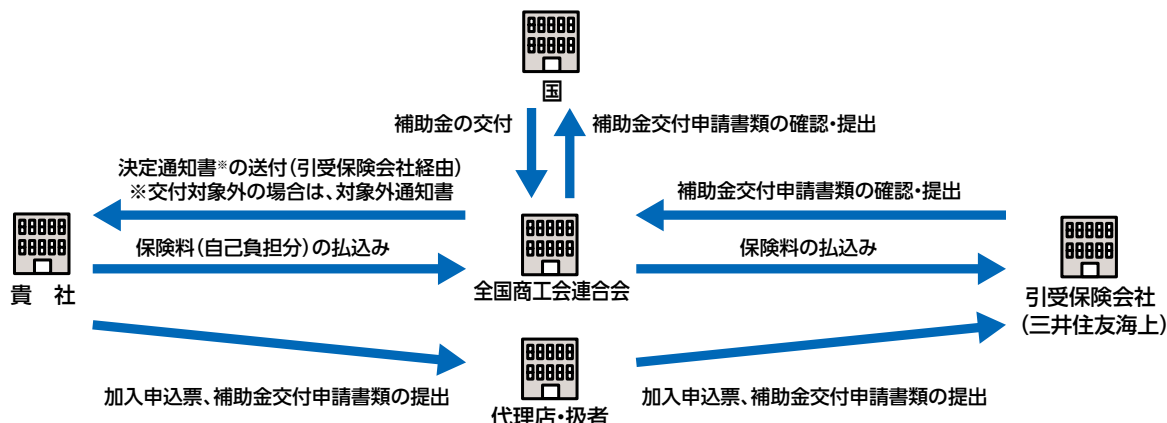 国
補助金の交付
補助金交付申請書類の確認・提出
決定通知書※の送付(引受保険会社経由)
※交付対象外の場合は、対象外通知書
補助金交付申請書類の確認・提出
保険料(自己負担分)の払込み
保険料の払込み
貴　社
全国商工会連合会
引受保険会社
(三井住友海上)
加入申込票、補助金交付申請書類の提出
加入申込票、補助金交付申請書類の提出
代理店・扱者